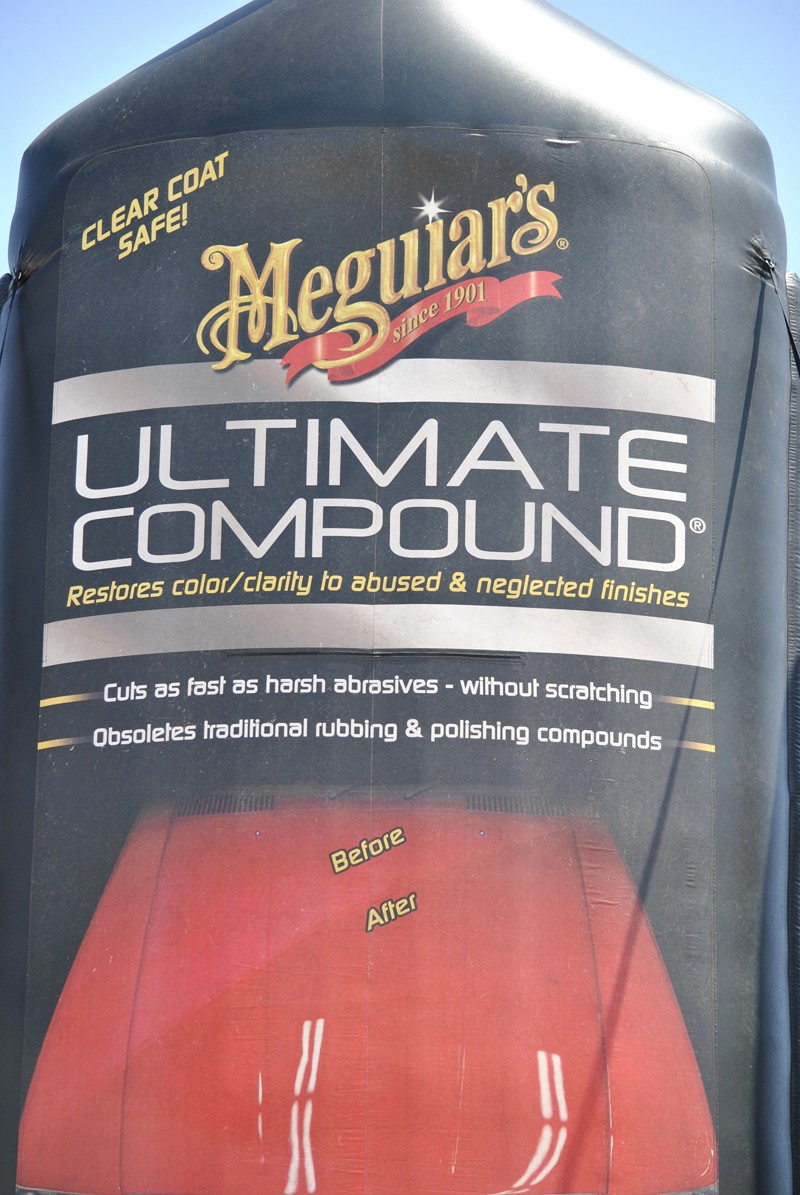 CLEAR COAT
SAFE!
Meguiar's®
since 1901
ULTIMATE
COMPOUND®
Restores color/clarity to abused & neglected finishes
Cuts as fast as harsh abrasives - without scratching
Obsoletes traditional rubbing & polishing compounds
Before
After